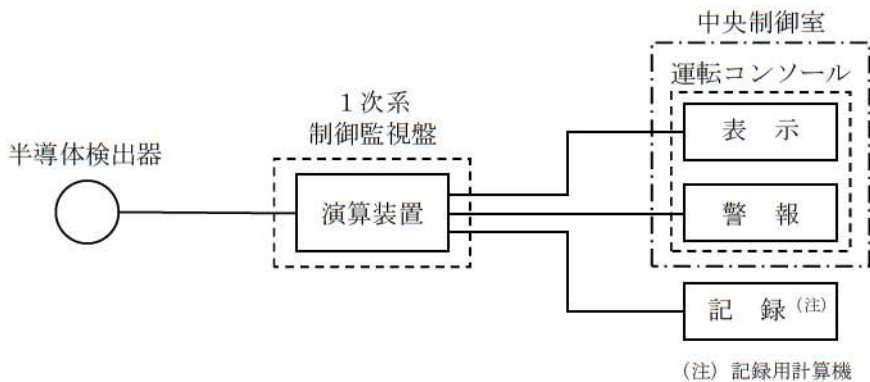 中央制御室
運転コンソール
1次系
制御監視盤
半導体検出器
表 示
演算装置
警 報
記 録 (注)
(注) 記録用計算機